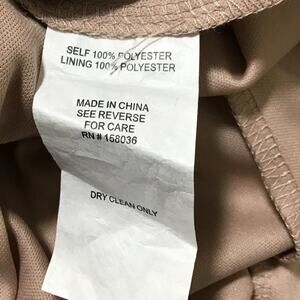 SELF 100% POLYESTER
LINING 100% POLYESTER
MADE IN CHINA
SEE REVERSE
FOR CARE
RN # 158036
DRY CLEAN ONLY